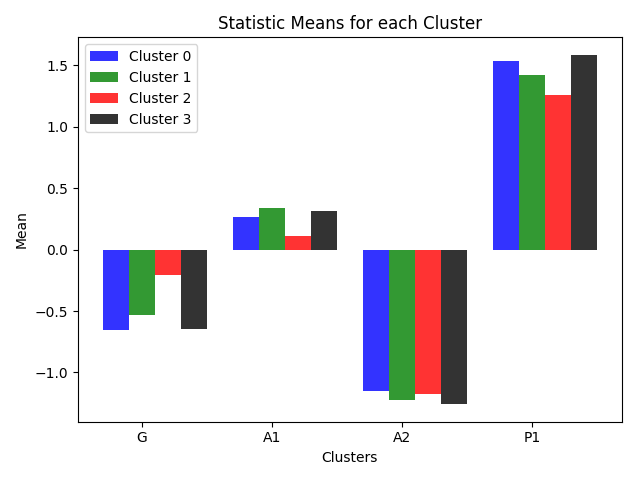 Statistic Means for each Cluster
Cluster 0
Cluster 1
Cluster 2
Cluster 3
Mean
1.5
1.0
0.5
0.0
−0.5
−1.0
G A1 A2 P1
Clusters